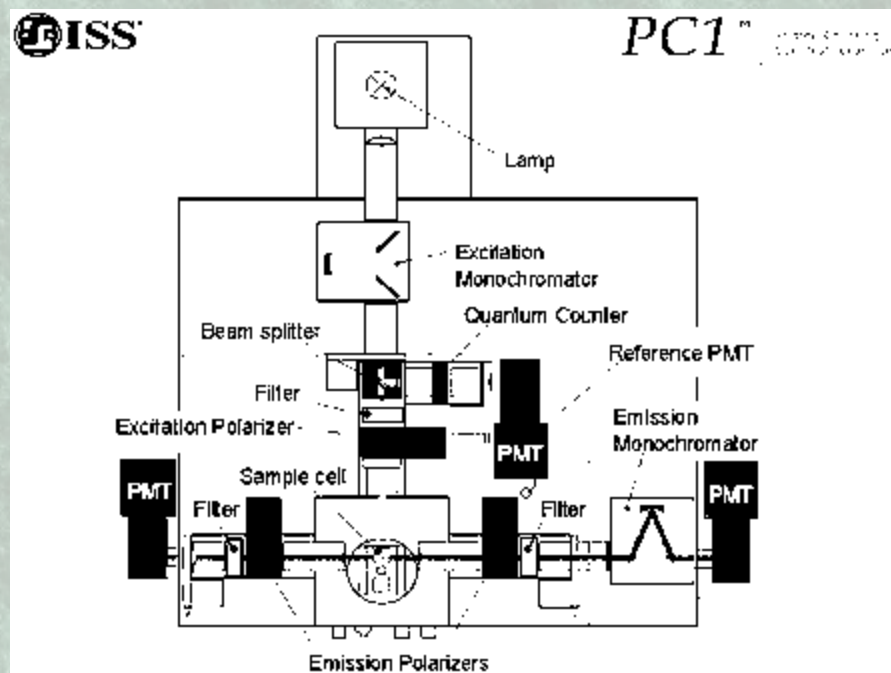 ISS
PC1™
Lamp
Excitation
Monochromator
Quantum Counter
Beam splitter
Reference PMT
Filter
Emission
Monochromator
Excitation Polarizer
PMT
Sample cell
PMT
PMT
Filter
Filter
Emission Polarizers